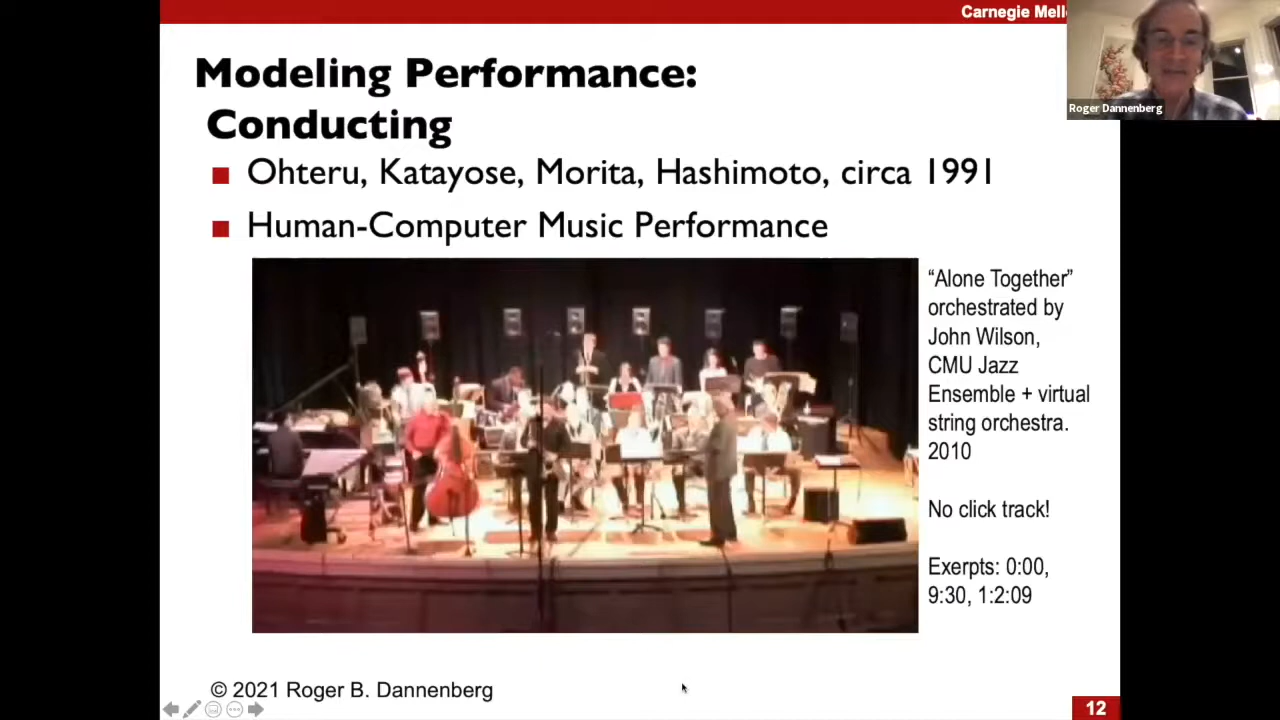 Carnegie Mell
Roger Dannenberg
Modeling Performance:
Conducting
■ Ohteru, Katayose, Morita, Hashimoto, circa 1991
■ Human-Computer Music Performance
“Alone Together”
orchestrated by
John Wilson,
CMU Jazz
Ensemble + virtual
string orchestra.
2010
No click track!
Exerpts: 0:00,
9:30, 1:2:09
© 2021 Roger B. Dannenberg
12